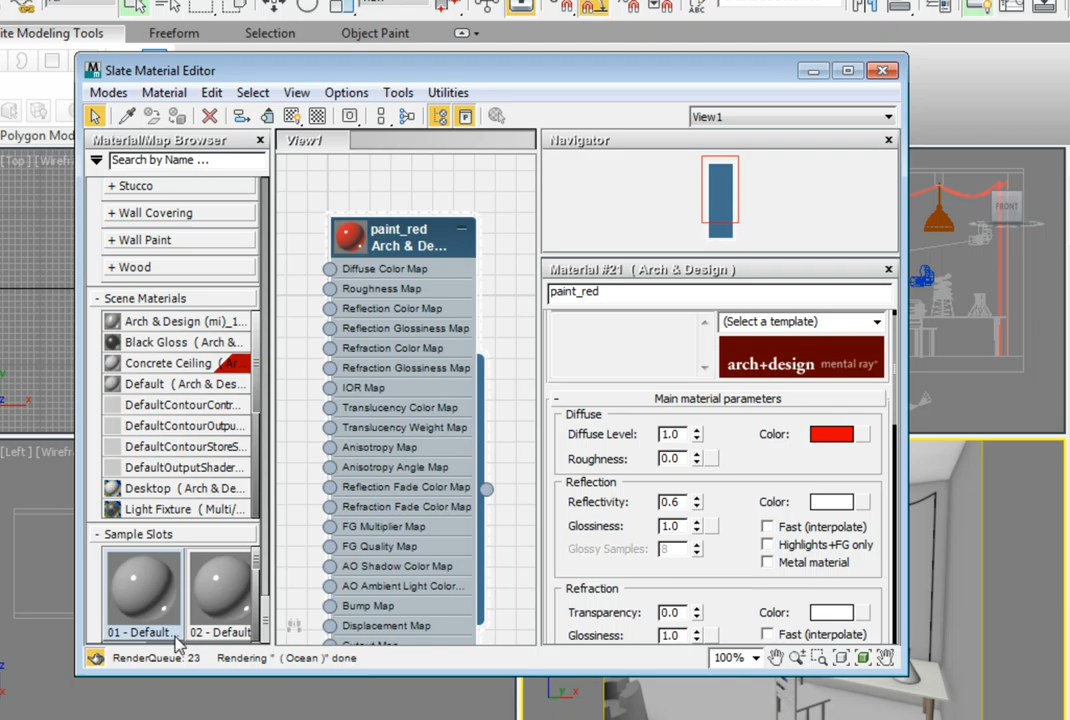 ite Modeling Tools
Freeform
Selection
Object Paint
Polygon Mod
Slate Material Editor
Modes
Material
Edit
Select
View
Options
Tools
Utilities
View1
Material/Map Browser
Search by Name ...
+ Stucco
+ Wall Covering
+ Wall Paint
+ Wood
- Scene Materials
Arch & Design (mi)_1...
Black Gloss ( Arch &...
Concrete Ceiling ( Ar
Default ( Arch & Des...
DefaultContourContr...
DefaultContourOutpu...
DefaultContourStoreS...
DefaultOutputShader...
Desktop ( Arch & De...
Light Fixture ( Multi/...
- Sample Slots
01 - Default...
02 - Default
View1
paint_red
Arch & De...
Diffuse Color Map
Roughness Map
Reflection Color Map
Reflection Glossiness Map
Refraction Color Map
Refraction Glossiness Map
IOR Map
Translucency Color Map
Translucency Weight Map
Anisotropy Map
Anisotropy Angle Map
Reflection Fade Color Map
Refraction Fade Color Map
FG Multiplier Map
FG Quality Map
AO Shadow Color Map
AO Ambient Light Color...
Bump Map
Displacement Map
Navigator
Material #21 ( Arch & Design )
paint_red
(Select a template)
arch+design mental ray®
- Main material parameters
Diffuse
Diffuse Level: 1.0 Color:
Roughness: 0.0
Reflection
Reflectivity: 0.6 Color:
Glossiness: 1.0 Fast (interpolate)
Glossy Samples: 8 Highlights+FG only
Metal material
Refraction
Transparency: 0.0 Color:
Glossiness: 1.0 Fast (interpolate)
RenderQueue: 23 Rendering " ( Ocean )" done
100%
[Top] [Wirefr
[Left] [Wirefr
FRONT
ABC
y x